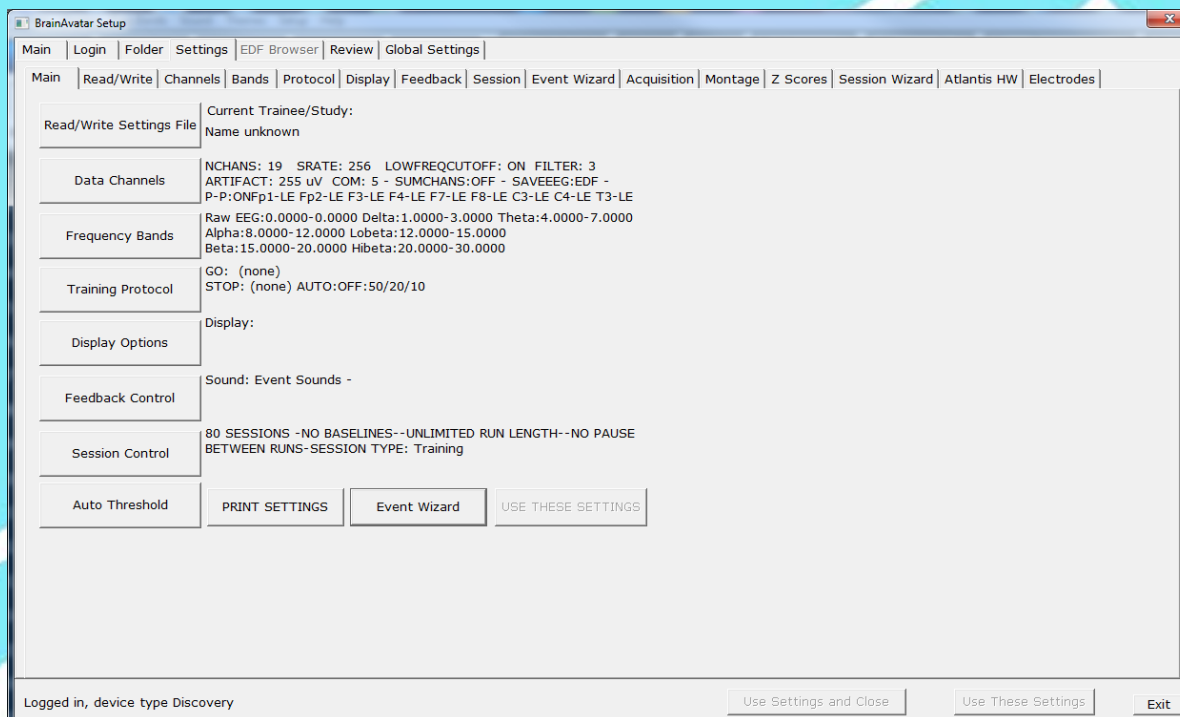 BrainAvatar Setup
Main Login Folder Settings EDF Browser Review Global Settings
Main Read/Write Channels Bands Protocol Display Feedback Session Event Wizard Acquisition Montage Z Scores Session Wizard Atlantis HW Electrodes
Read/Write Settings File
Current Trainee/Study:
Name unknown
Data Channels
NCHANS: 19 SRATE: 256 LOWFREQCUTOFF: ON FILTER: 3
ARTIFACT: 255 uV COM: 5 - SUMCHANS:OFF - SAVEEEG:EDF -
P-P:ONFp1-LE Fp2-LE F3-LE F4-LE F7-LE F8-LE C3-LE C4-LE T3-LE
Frequency Bands
Raw EEG:0.0000-0.0000 Delta:1.0000-3.0000 Theta:4.0000-7.0000
Alpha:8.0000-12.0000 Lobeta:12.0000-15.0000
Beta:15.0000-20.0000 Hibeta:20.0000-30.0000
Training Protocol
GO: (none)
STOP: (none) AUTO:OFF:50/20/10
Display Options
Display:
Feedback Control
Sound: Event Sounds -
Session Control
80 SESSIONS -NO BASELINES--UNLIMITED RUN LENGTH--NO PAUSE
BETWEEN RUNS-SESSION TYPE: Training
Auto Threshold
PRINT SETTINGS Event Wizard USE THESE SETTINGS
Logged in, device type Discovery
Use Settings and Close Use These Settings Exit